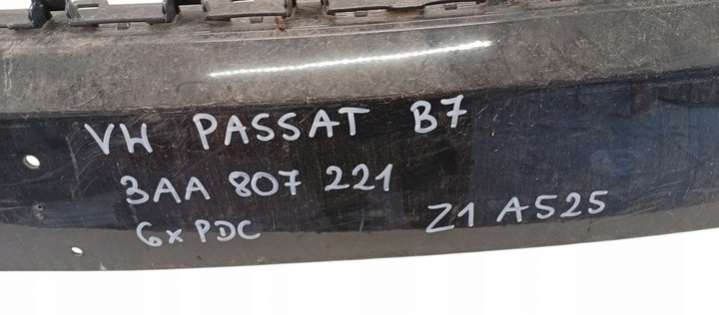 VW PASSAT B7
3AA 807 221
6x PDC
Z1 A525